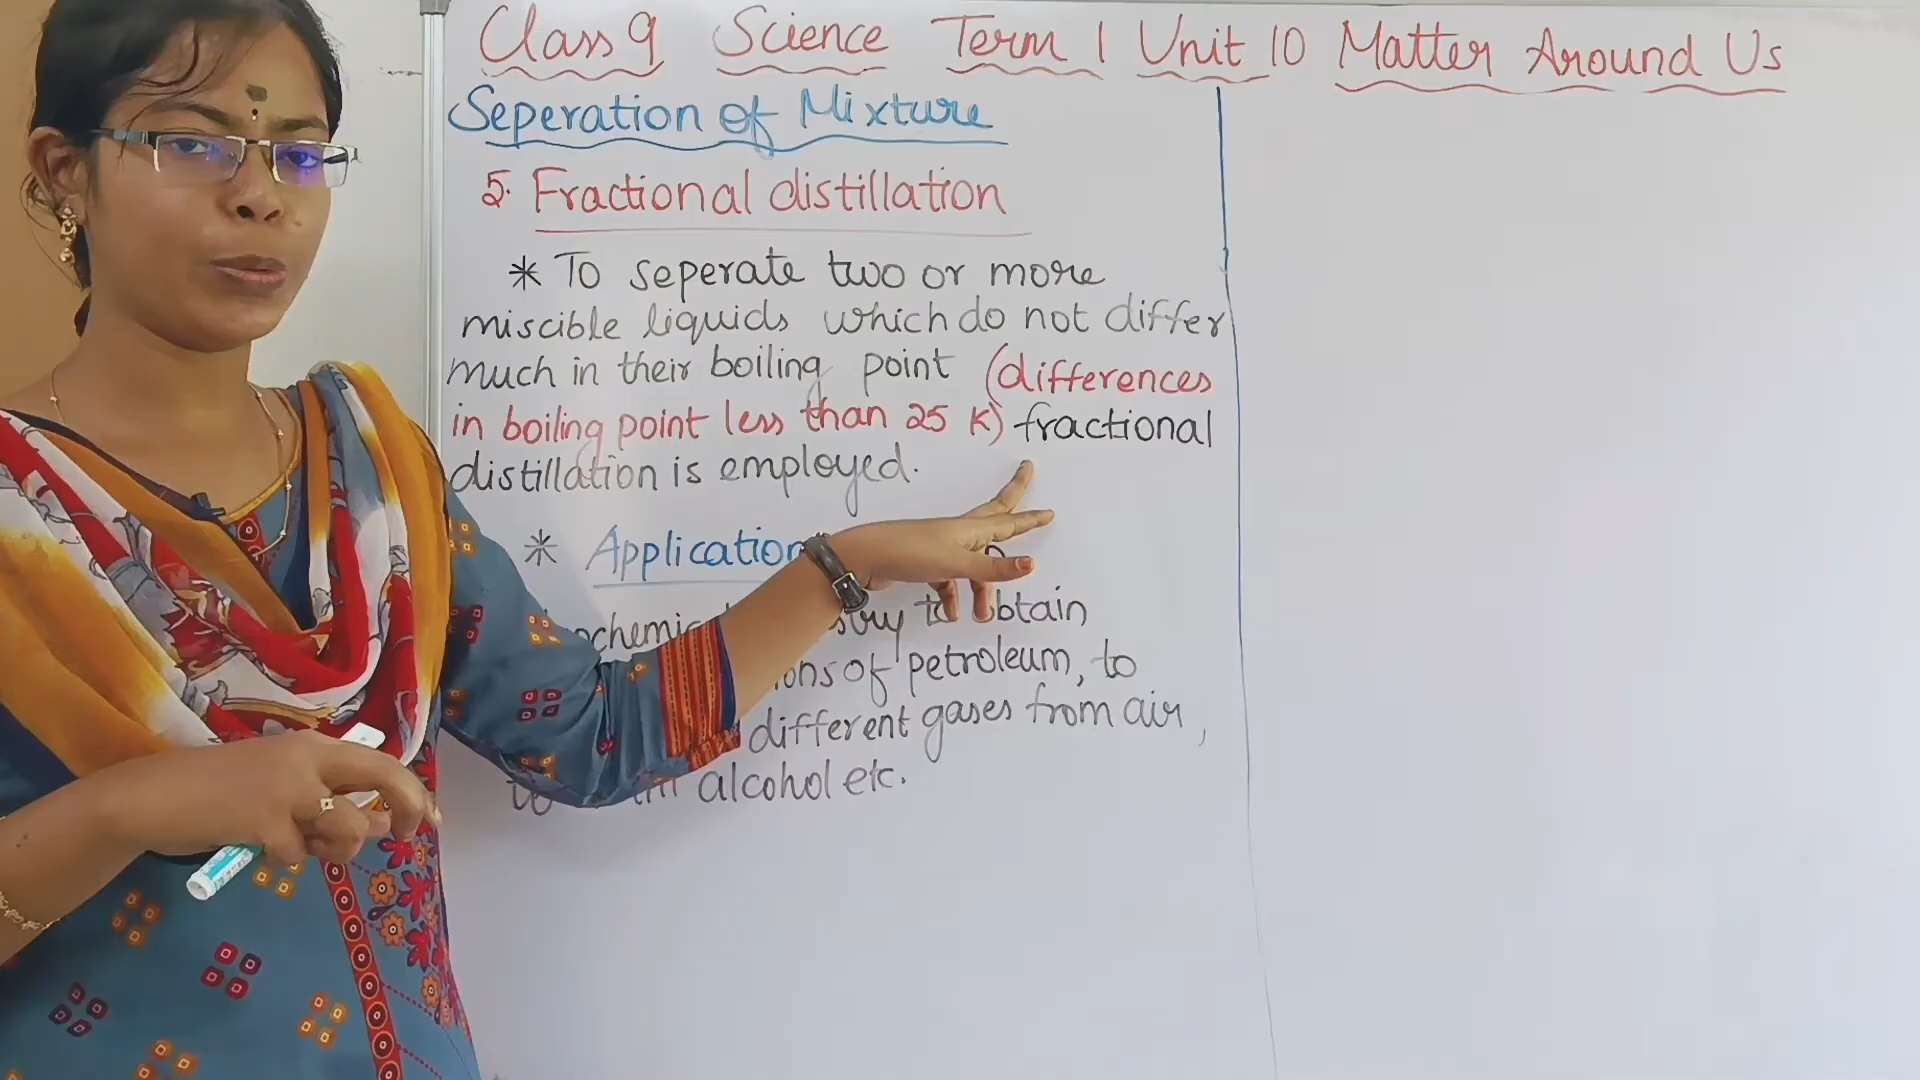 Class 9 Science Term 1 Unit 10 Matter Around Us
Seperation of Mixture
5. Fractional distillation
* To seperate two or more
miscible liquids which do not differ
much in their boiling point (differences
in boiling point less than 25 K) fractional
distillation is employed.
* Application
to obtain
of petroleum, to
different gases from air,
to alcohol etc.